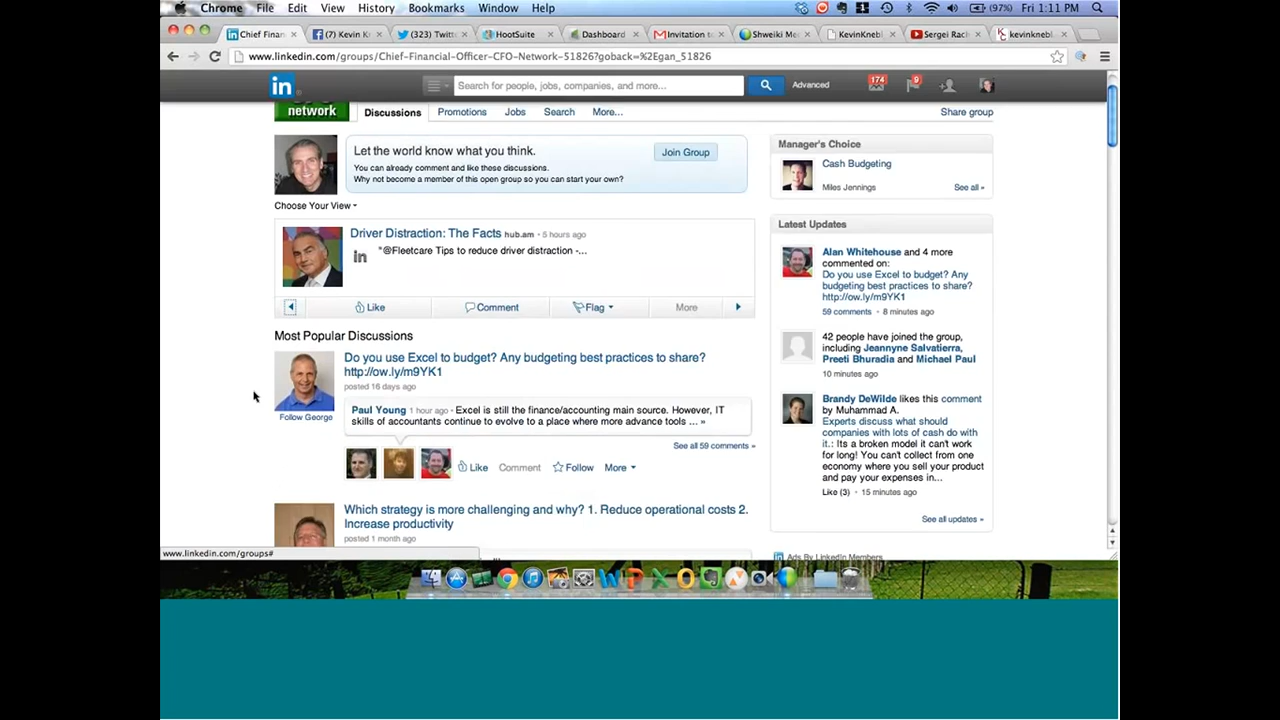 Chrome File Edit View History Bookmarks Window Help (97%) Fri 1:11 PM
Chief Finan (7) Kevin K (323) Twitt HootSuite Dashboard Invitation to Shweiki Me KevinKneb Sergei Rach kevinkneble
www.linkedin.com/groups/Chief-Financial-Officer-CFO-Network-51826?goback=%2Egan_51826
in Search for people, jobs, companies, and more... Advanced 174 9
network Discussions Promotions Jobs Search More... Share group
Let the world know what you think. Join Group
You can already comment and like these discussions.
Why not become a member of this open group so you can start your own?
Choose Your View
Driver Distraction: The Facts hub.am · 5 hours ago
in "@Fleetcare Tips to reduce driver distraction -...
Like Comment Flag More
Most Popular Discussions
Do you use Excel to budget? Any budgeting best practices to share?
http://ow.ly/m9YK1
posted 16 days ago
Follow George
Paul Young 1 hour ago · Excel is still the finance/accounting main source. However, IT
skills of accountants continue to evolve to a place where more advance tools ... »
See all 59 comments »
Like Comment Follow More
Which strategy is more challenging and why? 1. Reduce operational costs 2.
Increase productivity
posted 1 month ago
Manager's Choice
Cash Budgeting
Miles Jennings See all »
Latest Updates
Alan Whitehouse and 4 more
commented on:
Do you use Excel to budget? Any
budgeting best practices to share?
http://ow.ly/m9YK1
59 comments · 8 minutes ago
42 people have joined the group,
including Jeannyne Salvatierra,
Preeti Bhuradia and Michael Paul
10 minutes ago
Brandy DeWilde likes this comment
by Muhammad A.
Experts discuss what should
companies with lots of cash do with
it.: Its a broken model it can't work
for long! You can't collect from one
economy where you sell your product
and pay your expenses in...
Like (3) · 15 minutes ago
See all updates »
Ads By LinkedIn Members
www.linkedin.com/groups#